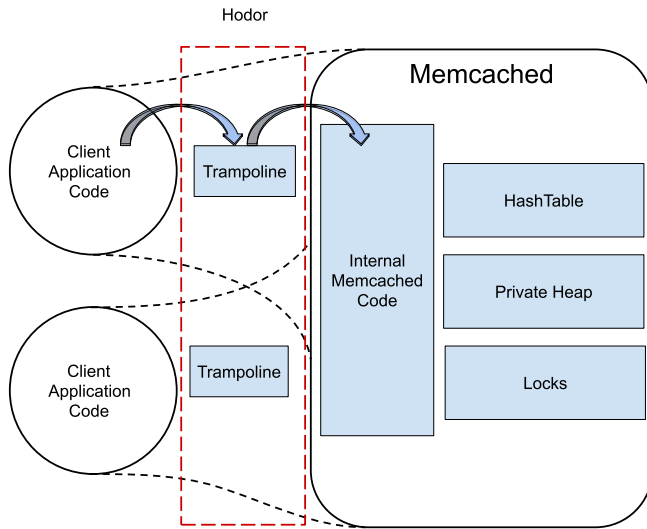 Hodor
Memcached
Client
Application
Code
Trampoline
HashTable
Internal
Memcached
Code
Private Heap
Client
Application
Code
Trampoline
Locks